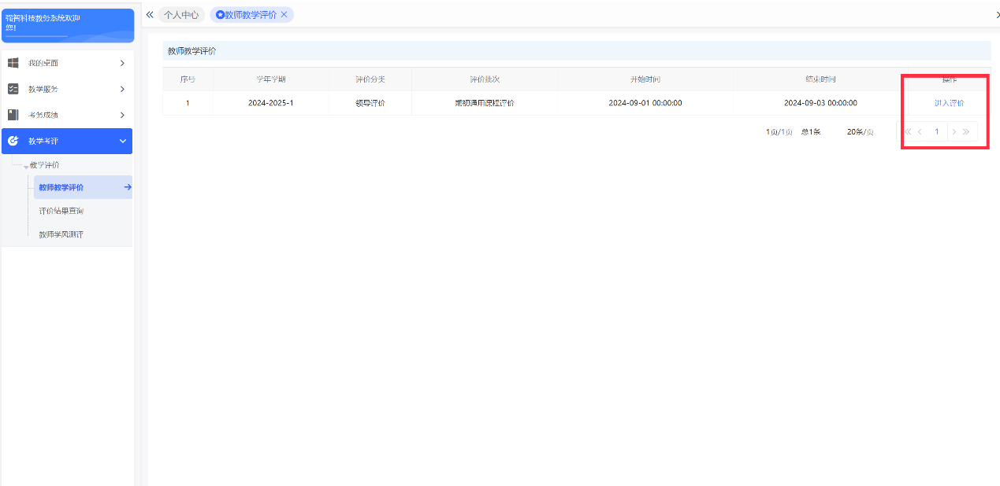 强智科技教务系统欢迎
您!
个人中心
教师教学评价
我的桌面
教学服务
考务成绩
教学考评
教学评价
教师教学评价
评价结果查询
教师学风测评
教师教学评价
序号 学年学期 评价分类 评价批次 开始时间 结束时间 操作
1 2024-2025-1 领导评价 期初通用课程评价 2024-09-01 00:00:00 2024-09-03 00:00:00 进入评价
1页/1页 总1条 20条/页 1